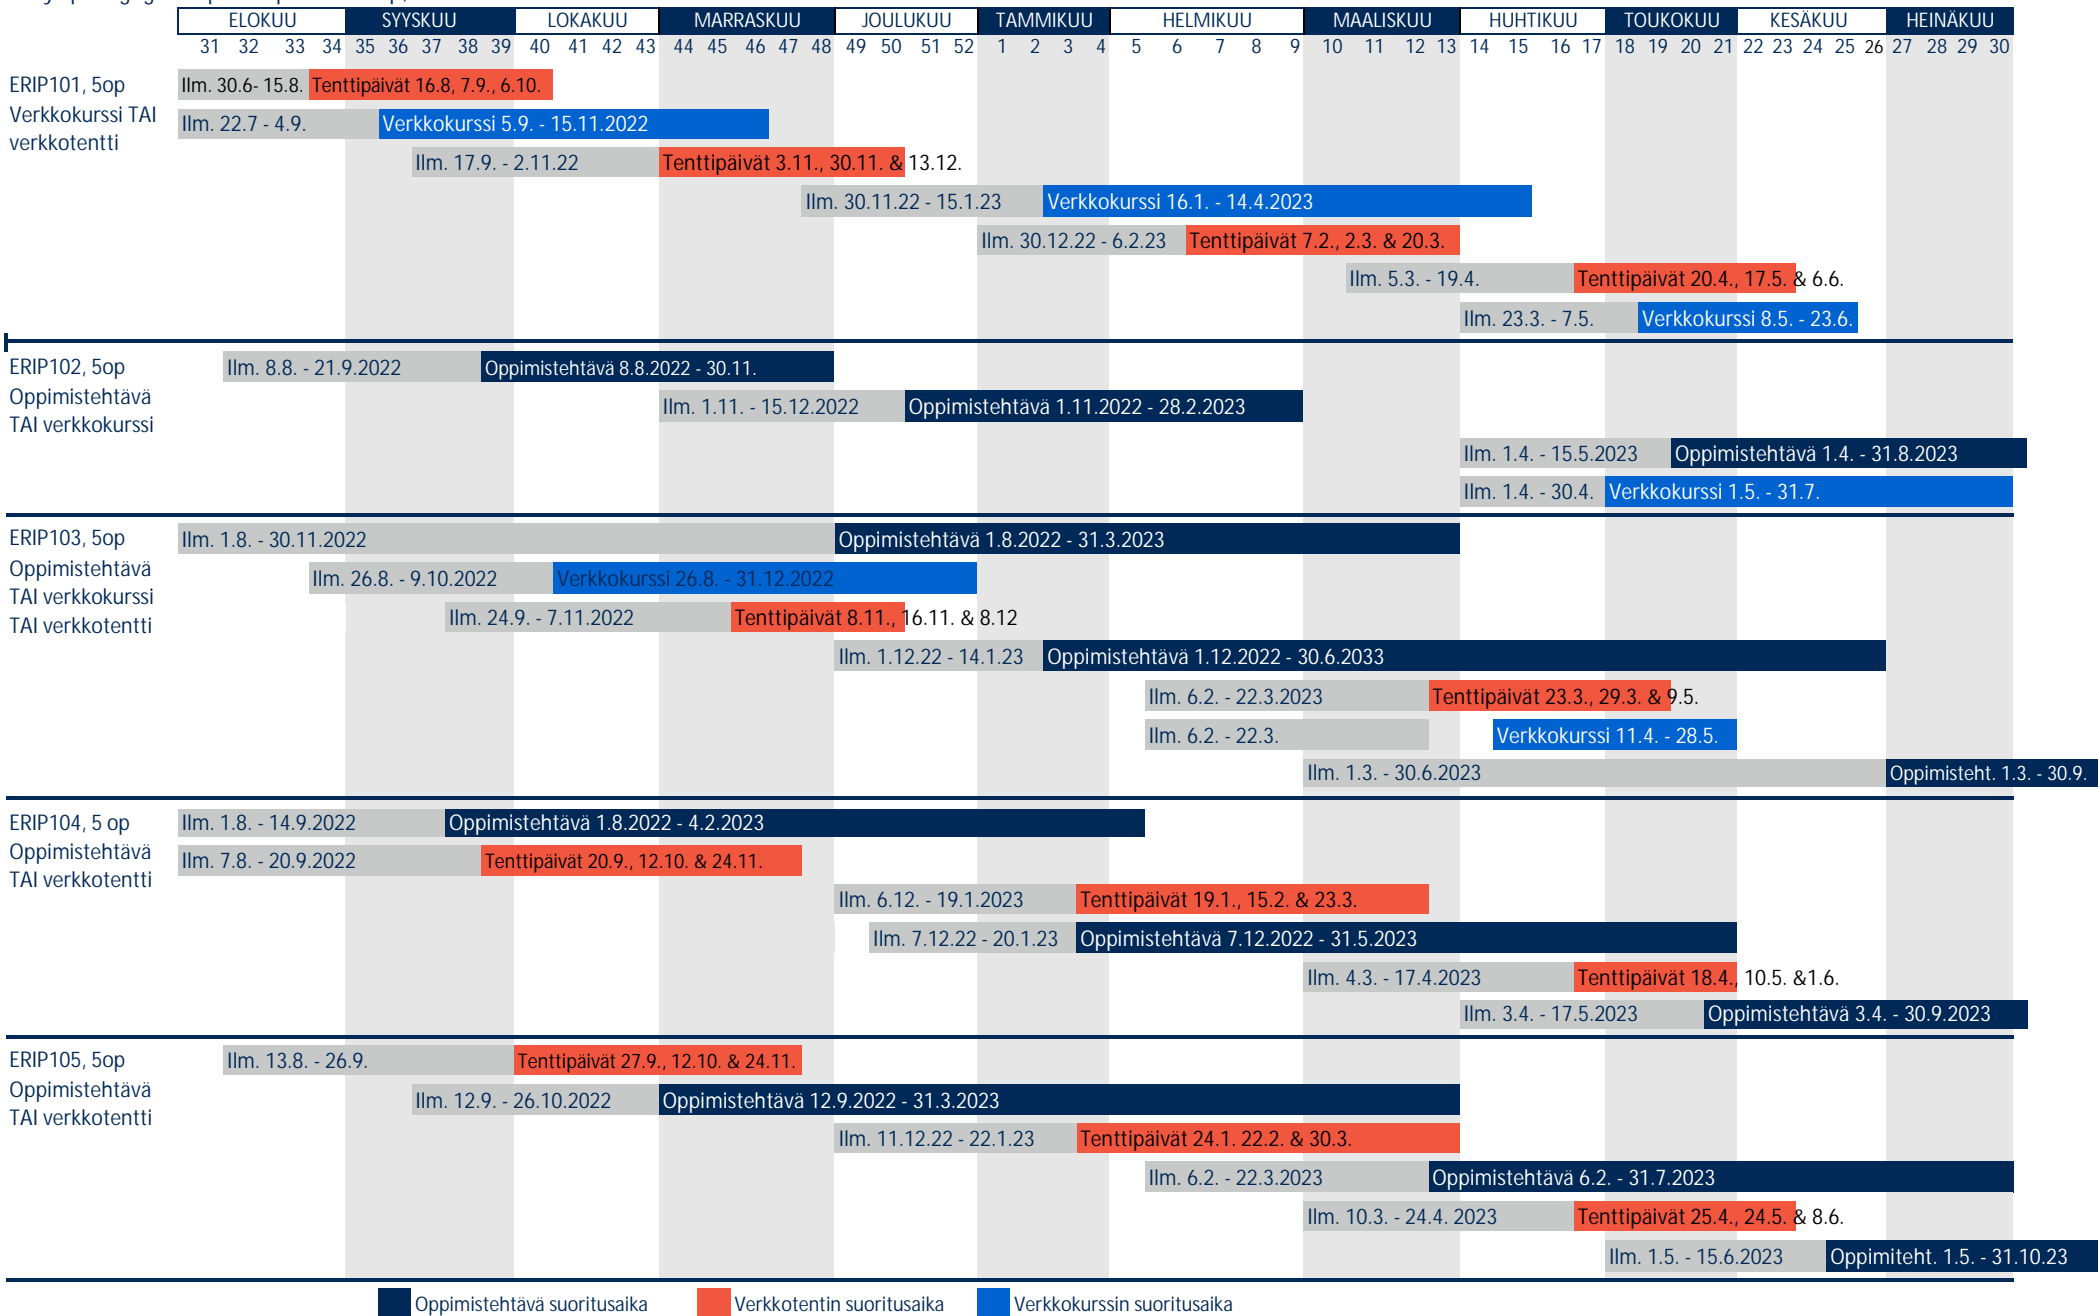 ELOKUU SYYSKUU LOKAKUU MARRASKUU JOULUKUU TAMMIKUU HELMIKUU MAALISKUU HUHTIKUU TOUKOKUU KESÄKUU HEINÄKUU
31 32 33 34 35 36 37 38 39 40 41 42 43 44 45 46 47 48 49 50 51 52 1 2 3 4 5 6 7 8 9 10 11 12 13 14 15 16 17 18 19 20 21 22 23 24 25 26 27 28 29 30
ERIP101, 5op
Verkkokurssi TAI
verkkotentti
Ilm. 30.6- 15.8. Tenttipäivät 16.8, 7.9., 6.10.
Ilm. 22.7 - 4.9. Verkkokurssi 5.9. - 15.11.2022
Ilm. 17.9. - 2.11.22 Tenttipäivät 3.11., 30.11. & 13.12.
Ilm. 30.11.22 - 15.1.23 Verkkokurssi 16.1. - 14.4.2023
Ilm. 30.12.22 - 6.2.23 Tenttipäivät 7.2., 2.3. & 20.3.
Ilm. 5.3. - 19.4. Tenttipäivät 20.4., 17.5. & 6.6.
Ilm. 23.3. - 7.5. Verkkokurssi 8.5. - 23.6.
ERIP102, 5op
Oppimistehtävä
TAI verkkokurssi
Ilm. 8.8. - 21.9.2022 Oppimistehtävä 8.8.2022 - 30.11.
Ilm. 1.11. - 15.12.2022 Oppimistehtävä 1.11.2022 - 28.2.2023
Ilm. 1.4. - 15.5.2023 Oppimistehtävä 1.4. - 31.8.2023
Ilm. 1.4. - 30.4. Verkkokurssi 1.5. - 31.7.
ERIP103, 5op
Oppimistehtävä
TAI verkkokurssi
TAI verkkotentti
Ilm. 1.8. - 30.11.2022 Oppimistehtävä 1.8.2022 - 31.3.2023
Ilm. 26.8. - 9.10.2022 Verkkokurssi 26.8. - 31.12.2022
Ilm. 24.9. - 7.11.2022 Tenttipäivät 8.11., 16.11. & 8.12
Ilm. 1.12.22 - 14.1.23 Oppimistehtävä 1.12.2022 - 30.6.2033
Ilm. 6.2. - 22.3.2023 Tenttipäivät 23.3., 29.3. & 9.5.
Ilm. 6.2. - 22.3. Verkkokurssi 11.4. - 28.5.
Ilm. 1.3. - 30.6.2023 Oppimisteht. 1.3. - 30.9.
ERIP104, 5 op
Oppimistehtävä
TAI verkkotentti
Ilm. 1.8. - 14.9.2022 Oppimistehtävä 1.8.2022 - 4.2.2023
Ilm. 7.8. - 20.9.2022 Tenttipäivät 20.9., 12.10. & 24.11.
Ilm. 6.12. - 19.1.2023 Tenttipäivät 19.1., 15.2. & 23.3.
Ilm. 7.12.22 - 20.1.23 Oppimistehtävä 7.12.2022 - 31.5.2023
Ilm. 4.3. - 17.4.2023 Tenttipäivät 18.4., 10.5. &1.6.
Ilm. 3.4. - 17.5.2023 Oppimistehtävä 3.4. - 30.9.2023
ERIP105, 5op
Oppimistehtävä
TAI verkkotentti
Ilm. 13.8. - 26.9. Tenttipäivät 27.9., 12.10. & 24.11.
Ilm. 12.9. - 26.10.2022 Oppimistehtävä 12.9.2022 - 31.3.2023
Ilm. 11.12.22 - 22.1.23 Tenttipäivät 24.1. 22.2. & 30.3.
Ilm. 6.2. - 22.3.2023 Oppimistehtävä 6.2. - 31.7.2023
Ilm. 10.3. - 24.4. 2023 Tenttipäivät 25.4., 24.5. & 8.6.
Ilm. 1.5. - 15.6.2023 Oppimiteht. 1.5. - 31.10.23
Oppimistehtävä suoritusaika Verkkotentin suoritusaika Verkkokurssin suoritusaika